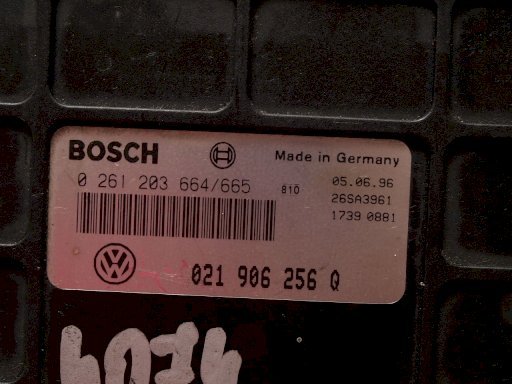 BOSCH Made in Germany
0 261 203 664/665 810 05.06.96
26SA3961
1739 0881
021 906 256 Q